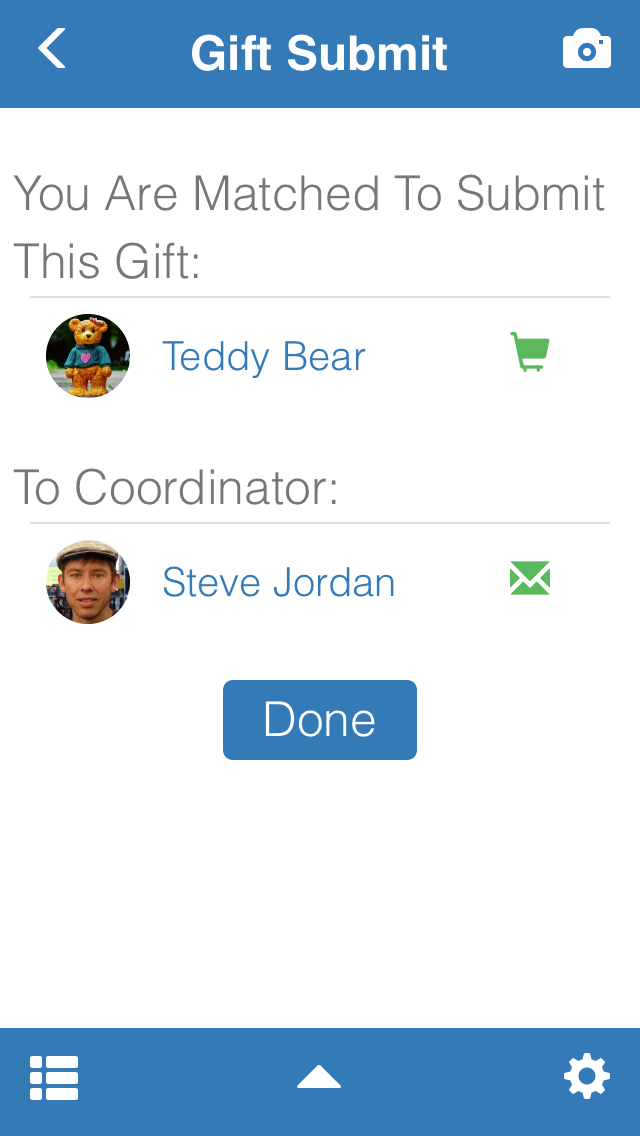 Gift Submit
You Are Matched To Submit
This Gift:
Teddy Bear
To Coordinator:
Steve Jordan
Done